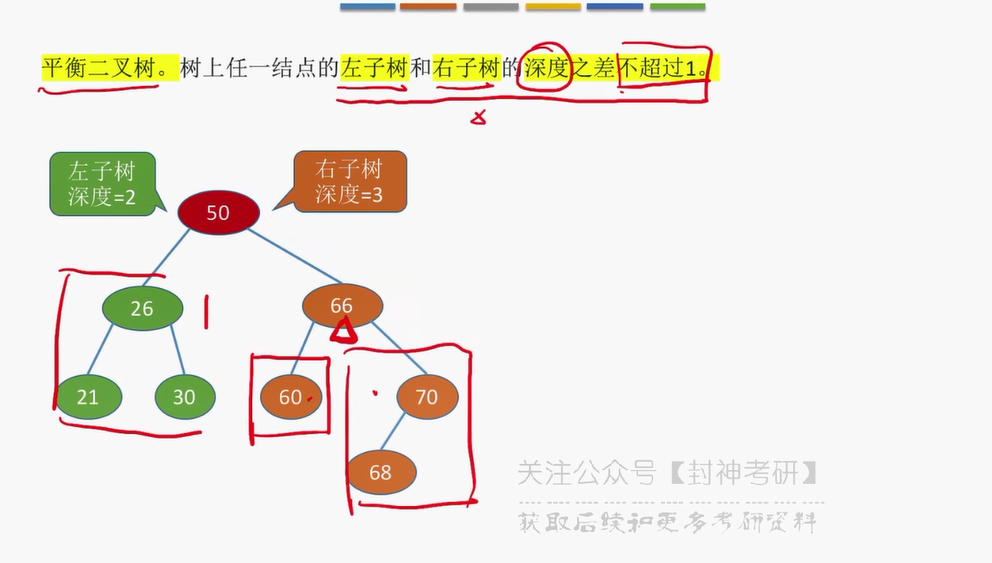 平衡二叉树。树上任一结点的左子树和右子树的深度之差不超过1。
左子树
深度=2
右子树
深度=3
50
26
66
21
30
60
70
68
关注公众号【封神考研】
获取后续和更多考研资料